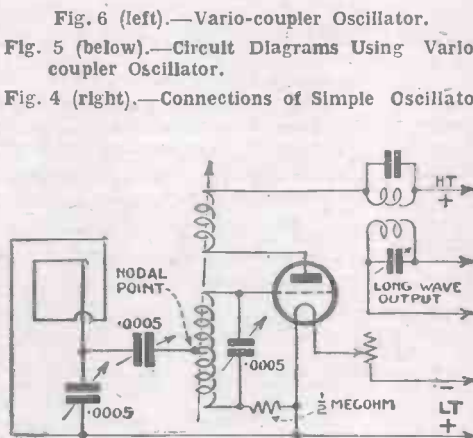 Fig. 6 (left).—Vario-coupler Oscillator.
Fig. 5 (below).—Circuit Diagrams Using Vario
coupler Oscillator.
Fig. 4 (right).—Connections of Simple Oscillato
HT
+
NODAL
POINT
LONG WAVE
OUTPUT
.0005
.0005
.0005
½ MEGOHM
-
LT
+